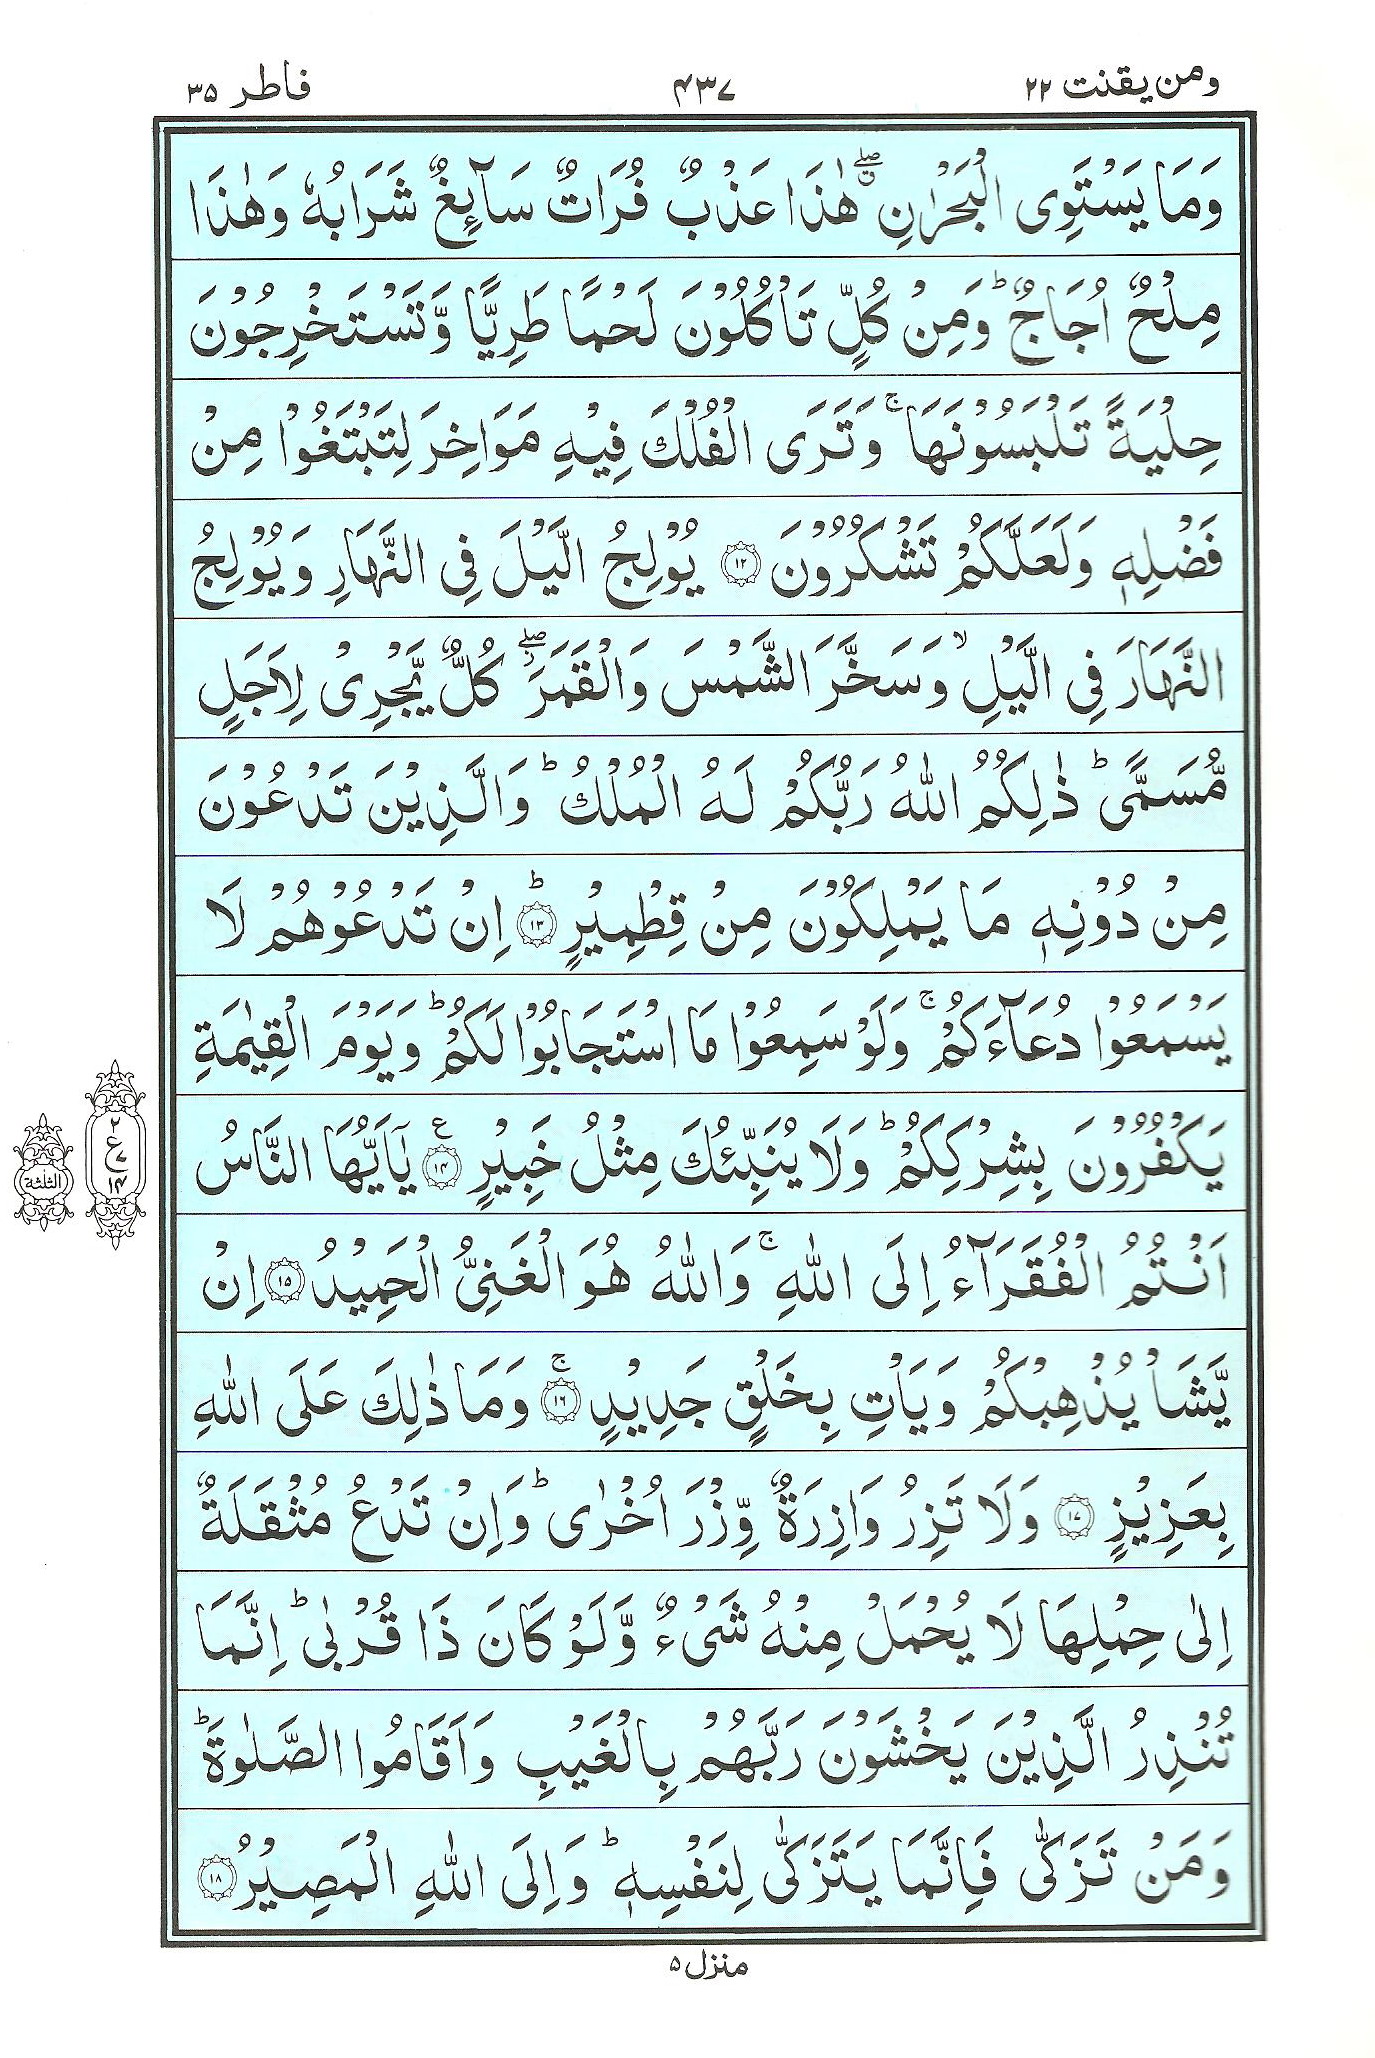 ومن يقنت ٢٢ ٤٣٧ فاطر ٣٥
وَمَا يَسْتَوِى الْبَحْرٰنِ ۖ هٰذَا عَذْبٌ فُرَاتٌ سَآئِغٌ شَرَابُهٗ وَهٰذَا
مِلْحٌ اُجَاجٌ ؕ وَمِنْ كُلٍّ تَاْكُلُوْنَ لَحْمًا طَرِيًّا وَّتَسْتَخْرِجُوْنَ
حِلْيَةً تَلْبَسُوْنَهَا ۚ وَتَرَى الْفُلْكَ فِيْهِ مَوَاخِرَ لِتَبْتَغُوْا مِنْ
فَضْلِهٖ وَلَعَلَّكُمْ تَشْكُرُوْنَ ﴿١٢﴾ يُوْلِجُ الَّيْلَ فِى النَّهَارِ وَيُوْلِجُ
النَّهَارَ فِى الَّيْلِ ۙ وَسَخَّرَ الشَّمْسَ وَالْقَمَرَ ۖ كُلٌّ يَّجْرِىْ لِاَجَلٍ
مُّسَمًّى ؕ ذٰلِكُمُ اللّٰهُ رَبُّكُمْ لَهُ الْمُلْكُ ؕ وَالَّذِيْنَ تَدْعُوْنَ
مِنْ دُوْنِهٖ مَا يَمْلِكُوْنَ مِنْ قِطْمِيْرٍ ؕ﴿١٣﴾ اِنْ تَدْعُوْهُمْ لَا
يَسْمَعُوْا دُعَآءَكُمْ ۚ وَلَوْ سَمِعُوْا مَا اسْتَجَابُوْا لَكُمْ ؕ وَيَوْمَ الْقِيٰمَةِ
يَكْفُرُوْنَ بِشِرْكِكُمْ ؕ وَلَا يُنَبِّئُكَ مِثْلُ خَبِيْرٍ ﴿١٤﴾ ع يٰۤاَيُّهَا النَّاسُ
٢ ع ٧ ١٤
الثلثة
اَنْتُمُ الْفُقَرَآءُ اِلَى اللّٰهِ ۚ وَاللّٰهُ هُوَ الْغَنِىُّ الْحَمِيْدُ ﴿١٥﴾ اِنْ
يَّشَاْ يُذْهِبْكُمْ وَيَاْتِ بِخَلْقٍ جَدِيْدٍ ۚ﴿١٦﴾ وَمَا ذٰلِكَ عَلَى اللّٰهِ
بِعَزِيْزٍ ﴿١٧﴾ وَلَا تَزِرُ وَازِرَةٌ وِّزْرَ اُخْرٰى ؕ وَاِنْ تَدْعُ مُثْقَلَةٌ
اِلٰى حِمْلِهَا لَا يُحْمَلْ مِنْهُ شَىْءٌ وَّلَوْ كَانَ ذَا قُرْبٰى ؕ اِنَّمَا
تُنْذِرُ الَّذِيْنَ يَخْشَوْنَ رَبَّهُمْ بِالْغَيْبِ وَاَقَامُوا الصَّلٰوةَ ؕ
وَمَنْ تَزَكّٰى فَاِنَّمَا يَتَزَكّٰى لِنَفْسِهٖ ؕ وَاِلَى اللّٰهِ الْمَصِيْرُ ﴿١٨﴾
منزل ٥